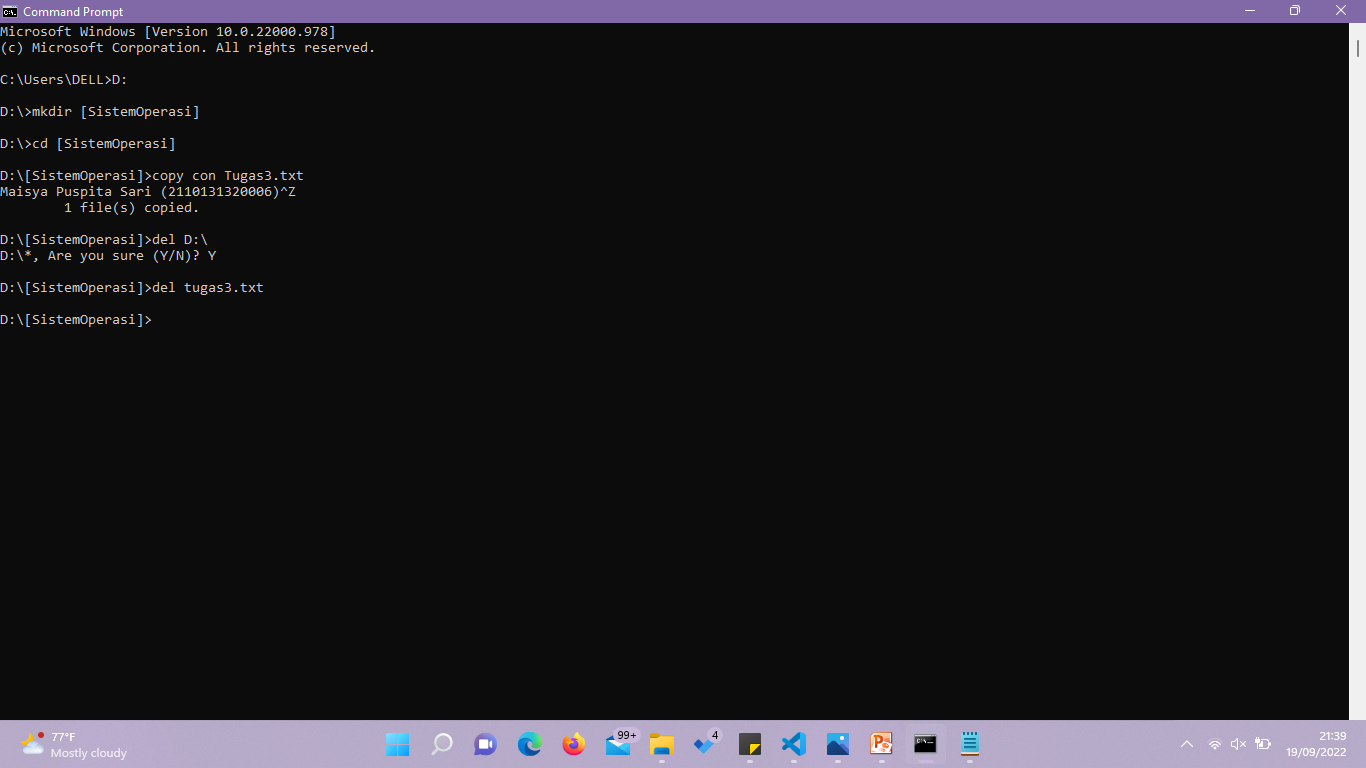 Command Prompt
Microsoft Windows [Version 10.0.22000.978]
(c) Microsoft Corporation. All rights reserved.
C:\Users\DELL>D:
D:\>mkdir [SistemOperasi]
D:\>cd [SistemOperasi]
D:\[SistemOperasi]>copy con Tugas3.txt
Maisya Puspita Sari (2110131320006)^Z
        1 file(s) copied.
D:\[SistemOperasi]>del D:\
D:\*, Are you sure (Y/N)? Y
D:\[SistemOperasi]>del tugas3.txt
D:\[SistemOperasi]>
77°F
Mostly cloudy
99+
4
21:39
19/09/2022